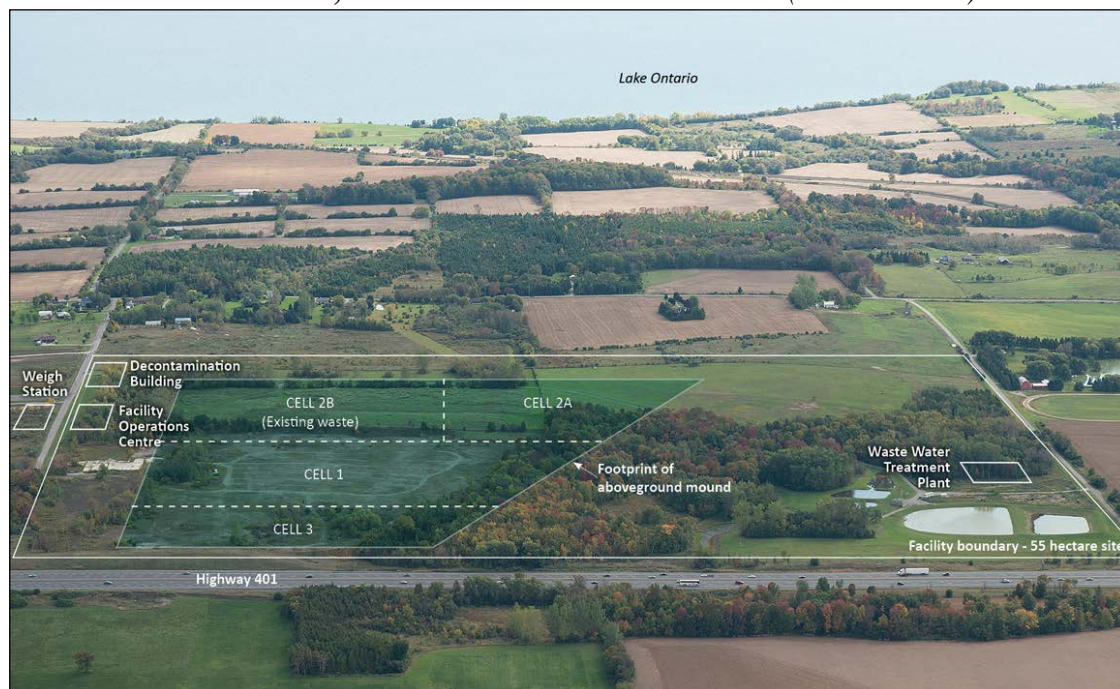 Lake Ontario
Weigh
Station
Decontamination
Building
Facility
Operations
Centre
CELL 2B
(Existing waste)
CELL 2A
CELL 1
CELL 3
Footprint of
aboveground mound
Waste Water
Treatment
Plant
Facility boundary - 55 hectare site
Highway 401